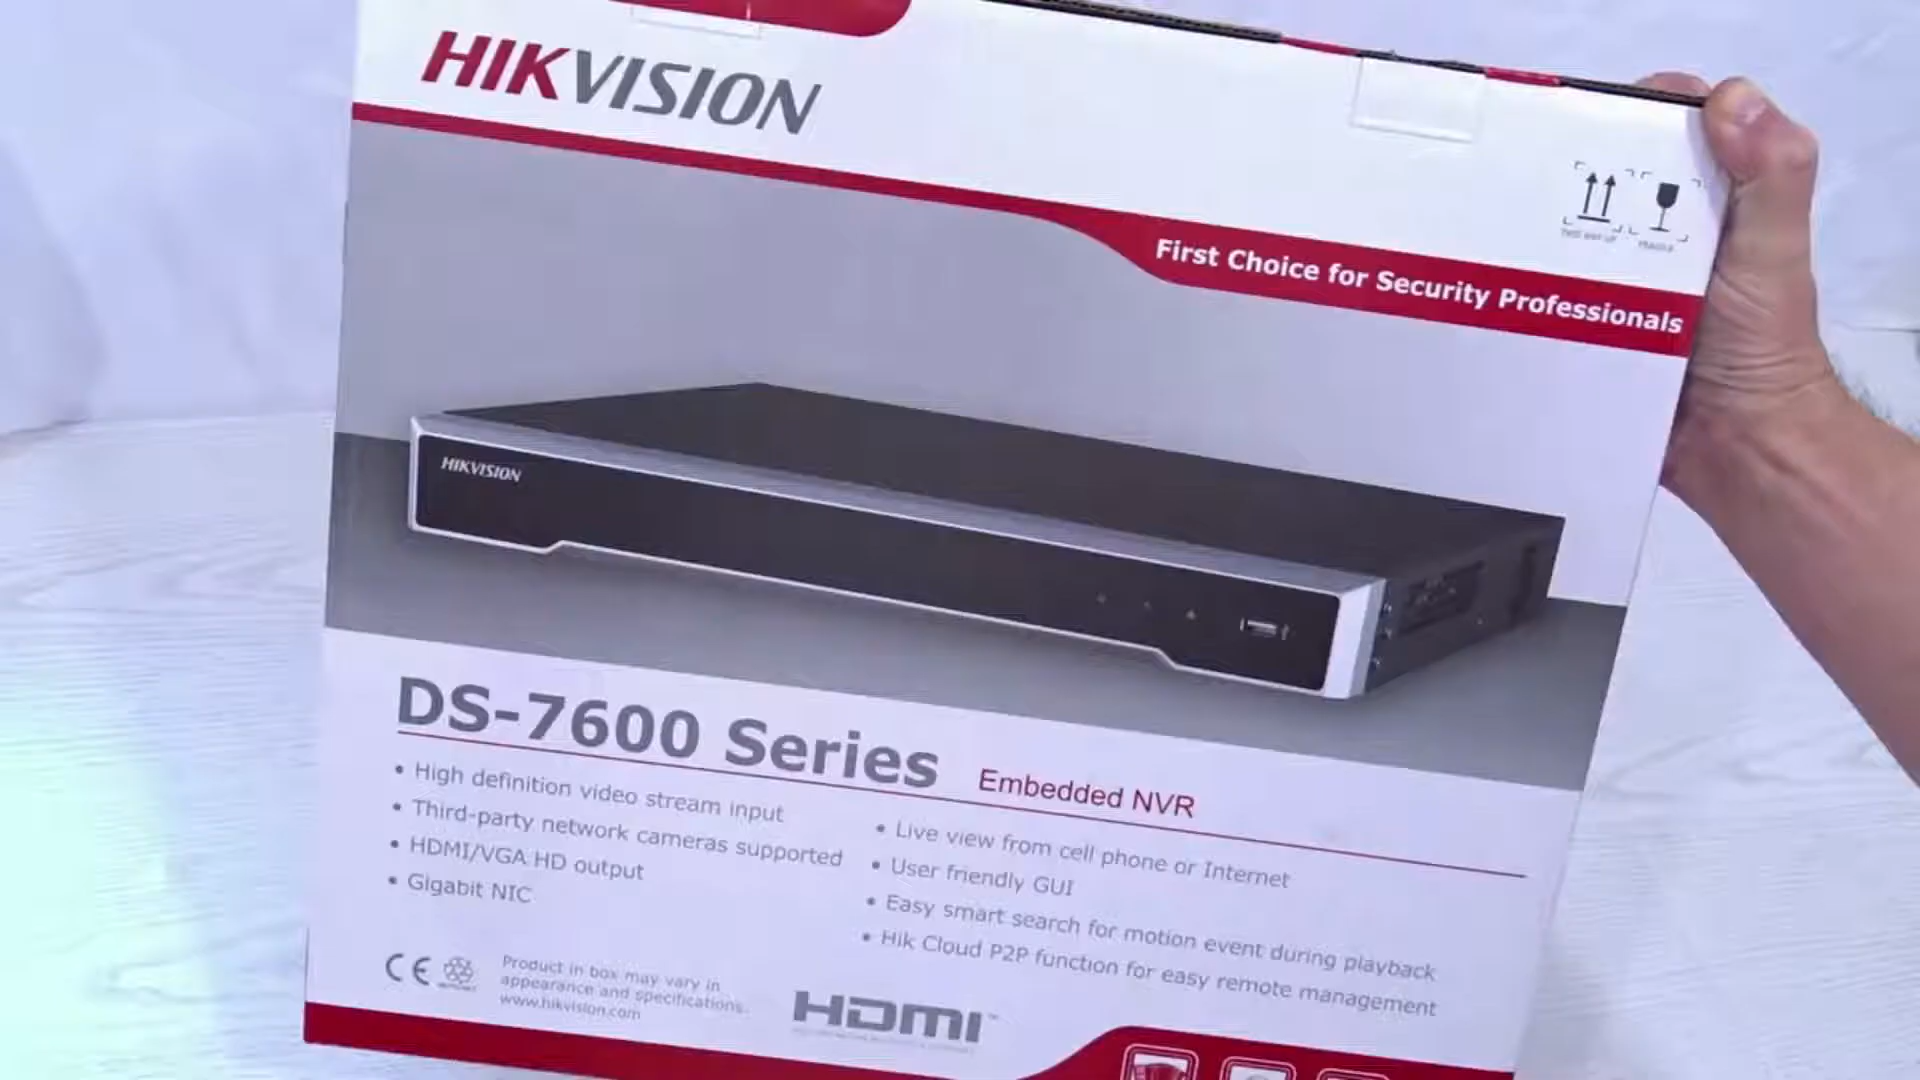 HIKVISION
First Choice for Security Professionals
HIKVISION
DS-7600 Series
Embedded NVR
• High definition video stream input
• Third-party network cameras supported
• HDMI/VGA HD output
• Gigabit NIC
• Live view from cell phone or Internet
• User friendly GUI
• Easy smart search for motion event during playback
• Hik Cloud P2P function for easy remote management
CE
Product in box may vary in
appearance and specifications.
www.hikvision.com
HDMI™